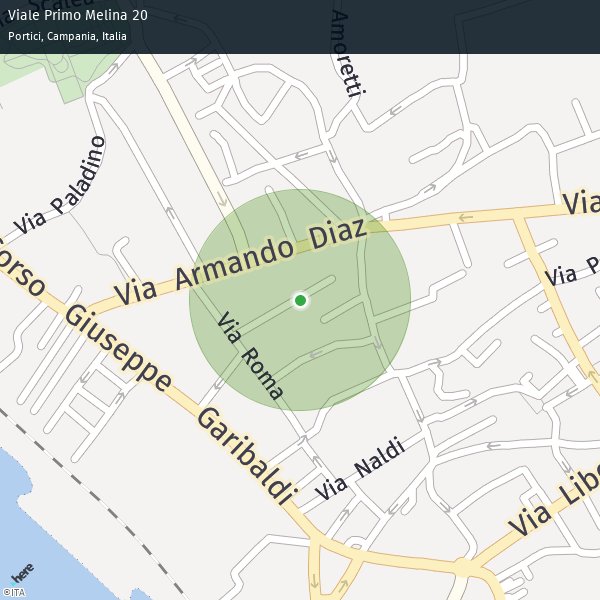 Viale Primo Melina 20
Portici, Campania, Italia
Amoretti
Via Paladino
Via Armando Diaz
Via
Corso Giuseppe Garibaldi
Via Roma
Via P
Via Naldi
Via Libe
here
©ITA